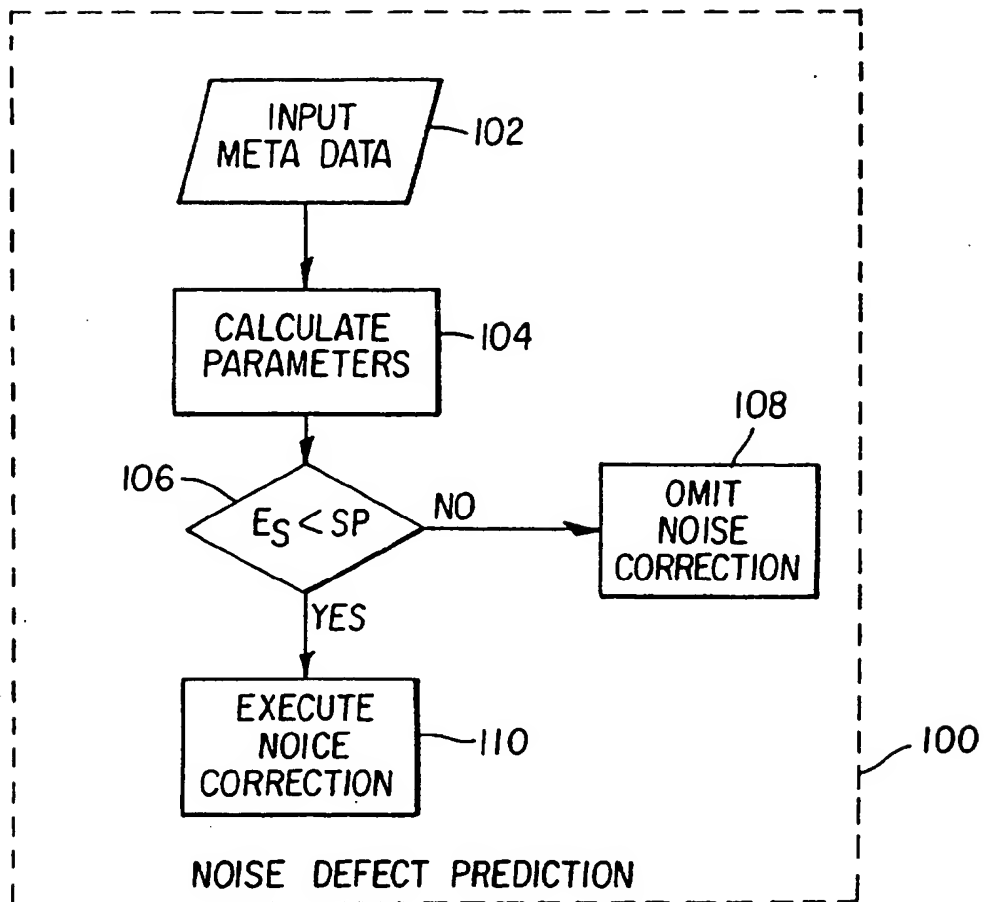 INPUT
META DATA
102
CALCULATE
PARAMETERS
104
106
E_S < SP
NO
108
OMIT
NOISE
CORRECTION
YES
EXECUTE
NOICE
CORRECTION
110
100
NOISE DEFECT PREDICTION